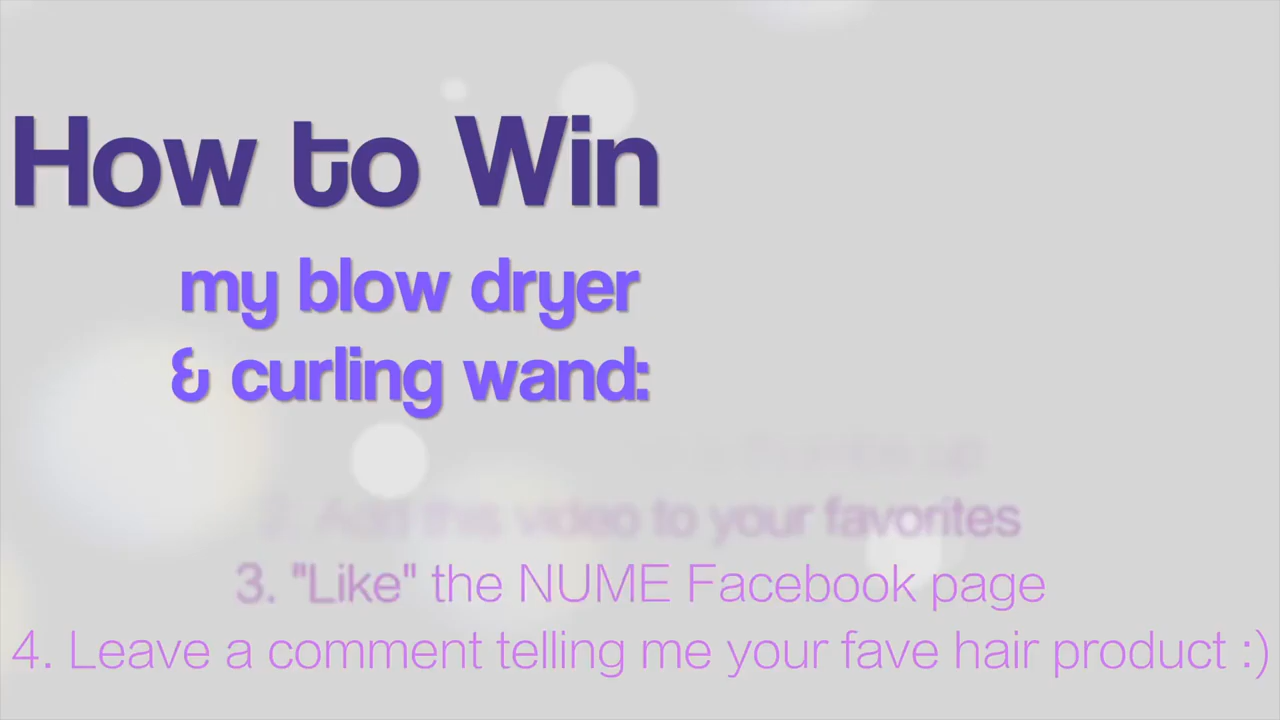 How to Win
my blow dryer
& curling wand:
2. Add this video to your favorites
3. "Like" the NUME Facebook page
4. Leave a comment telling me your fave hair product :)